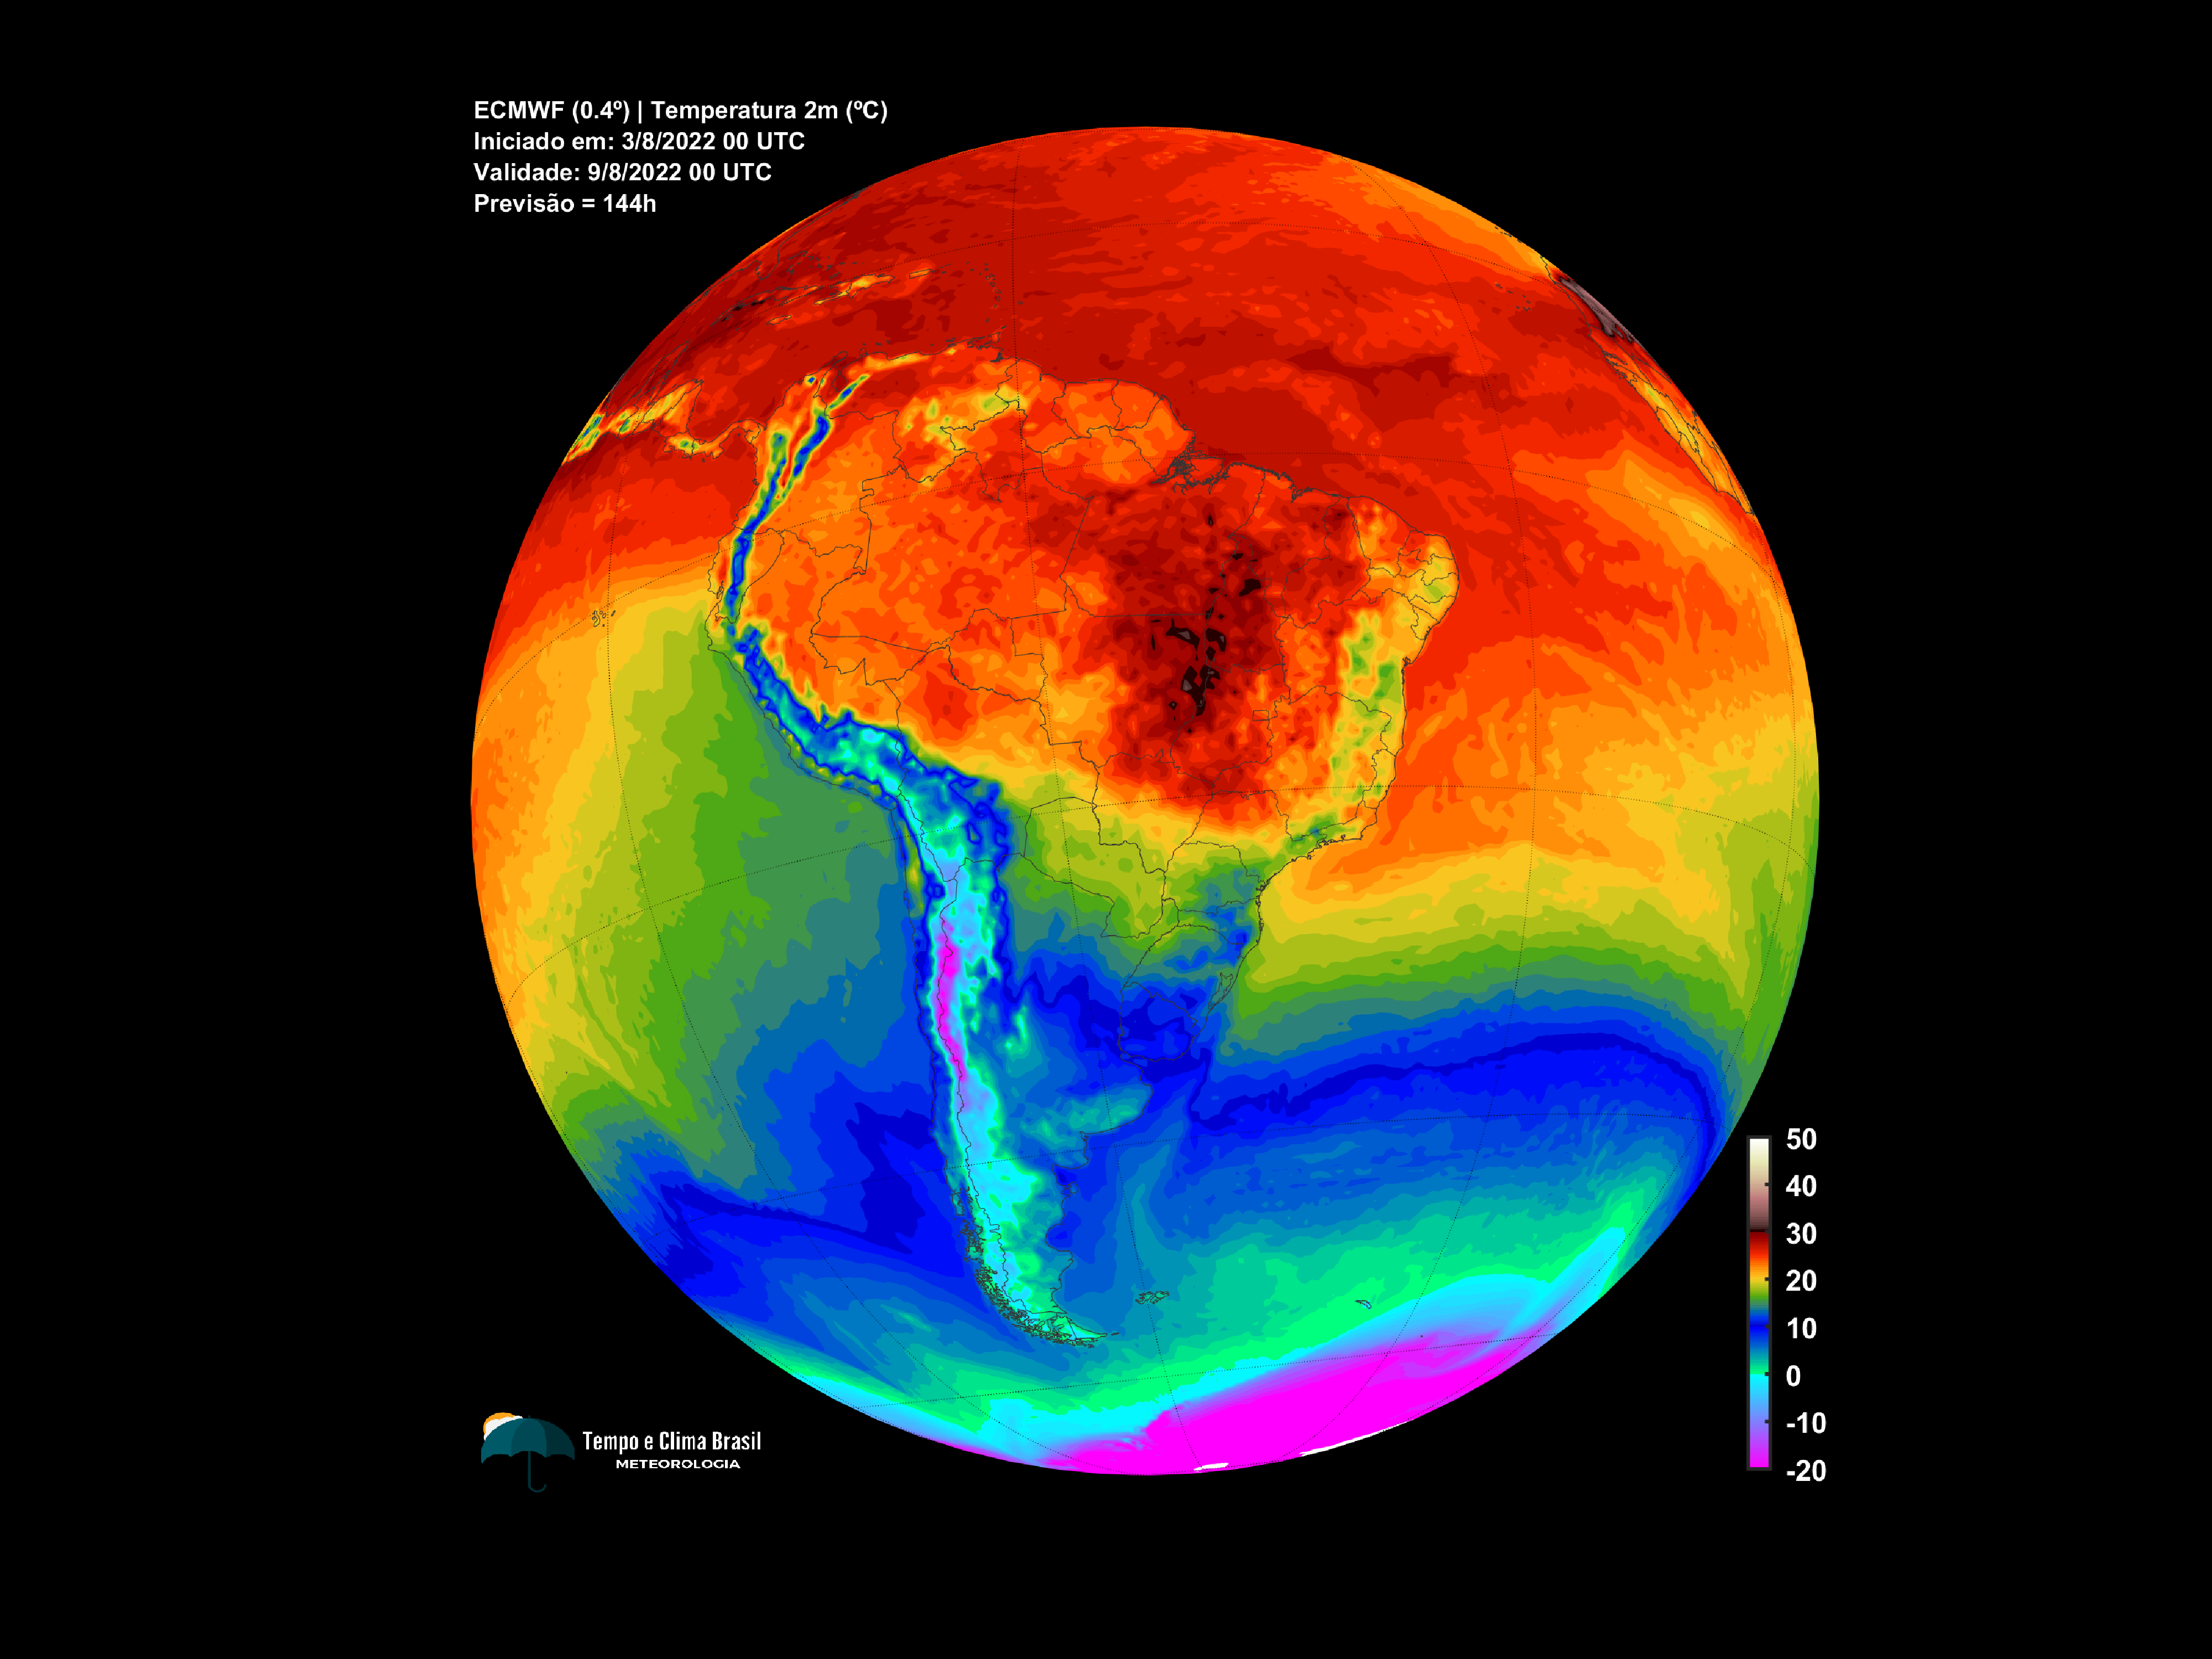 ECMWF (0.4º) | Temperatura 2m (ºC)
Iniciado em: 3/8/2022 00 UTC
Validade: 9/8/2022 00 UTC
Previsão = 144h
50
40
30
20
10
0
-10
-20
Tempo e Clima Brasil
METEOROLOGIA